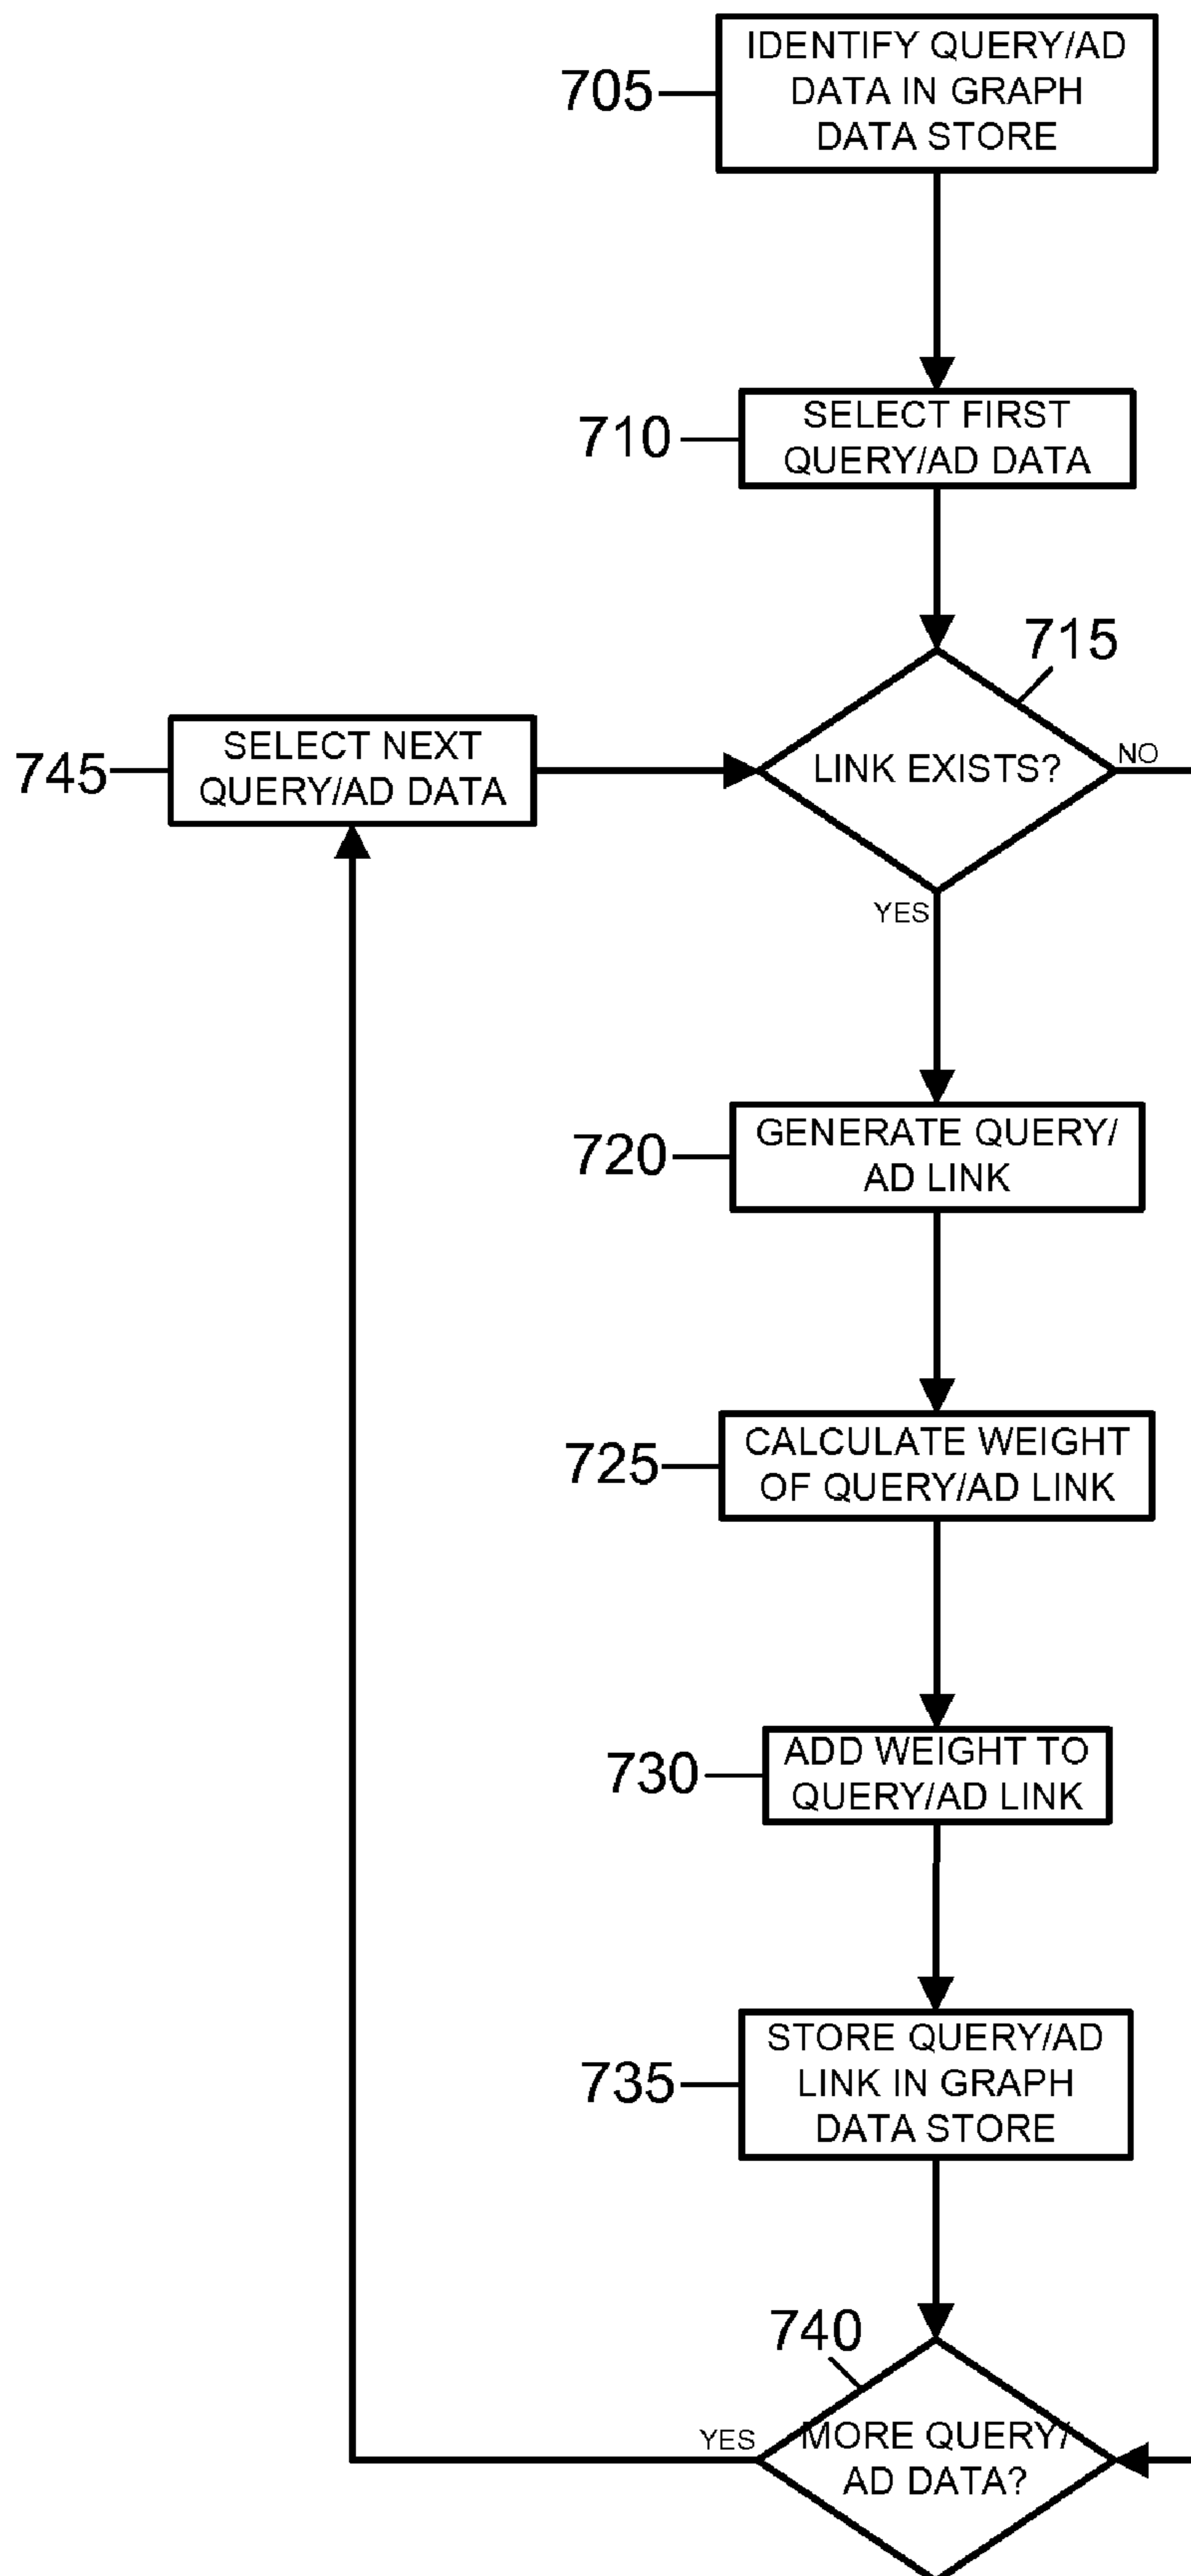 IDENTIFY QUERY/AD
DATA IN GRAPH
DATA STORE
705
SELECT FIRST
QUERY/AD DATA
710
715
LINK EXISTS?
NO
YES
SELECT NEXT
QUERY/AD DATA
745
GENERATE QUERY/
AD LINK
720
CALCULATE WEIGHT
OF QUERY/AD LINK
725
ADD WEIGHT TO
QUERY/AD LINK
730
STORE QUERY/AD
LINK IN GRAPH
DATA STORE
735
740
YES
MORE QUERY/
AD DATA?